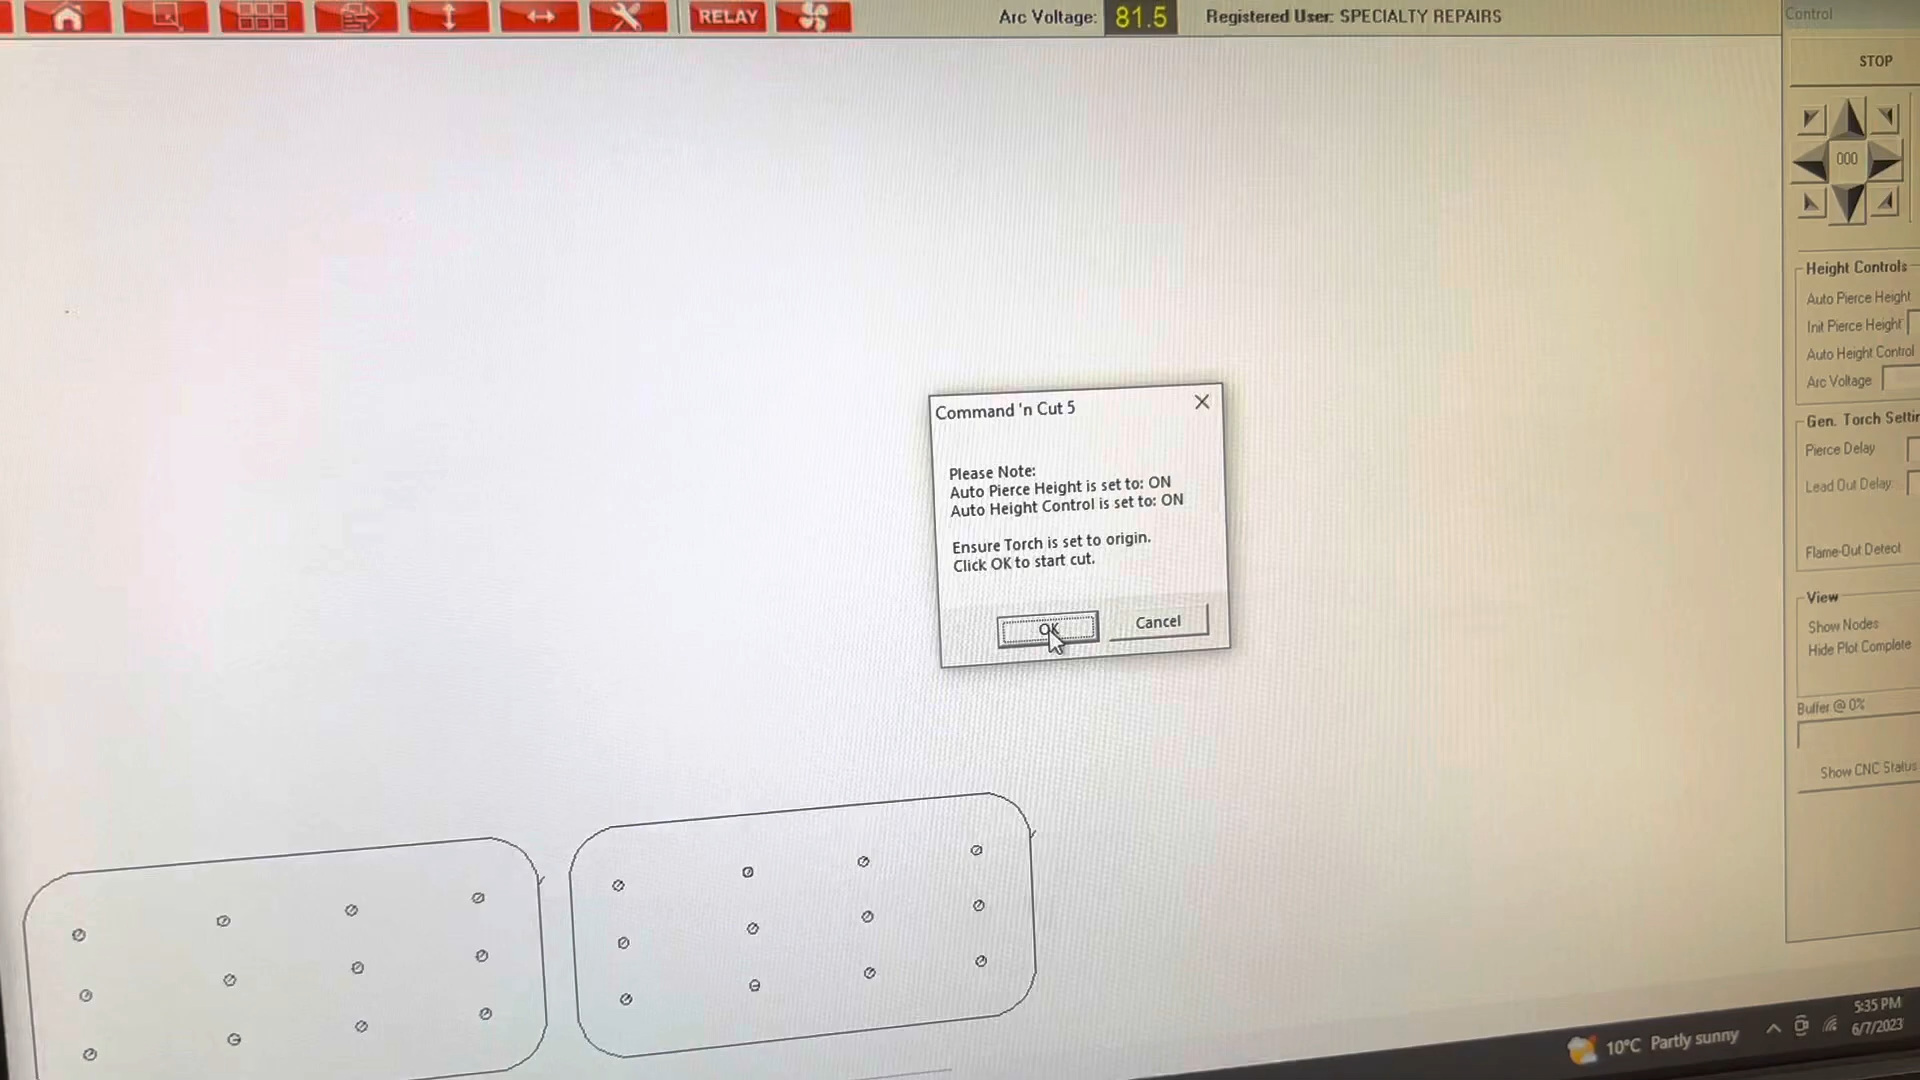 RELAY
Arc Voltage: 81.5
Registered User: SPECIALTY REPAIRS
Control
STOP
000
Height Controls
Auto Pierce Height
Init Pierce Height
Auto Height Control
Arc Voltage
Gen. Torch Settin
Pierce Delay
Lead Out Delay
Flame-Out Detect
View
Show Nodes
Hide Plot Complete
Buffer @ 0%
Show CNC Status
Command 'n Cut 5
Please Note:
Auto Pierce Height is set to: ON
Auto Height Control is set to: ON
Ensure Torch is set to origin.
Click OK to start cut.
OK
Cancel
10°C Partly sunny
5:35 PM
6/7/2023